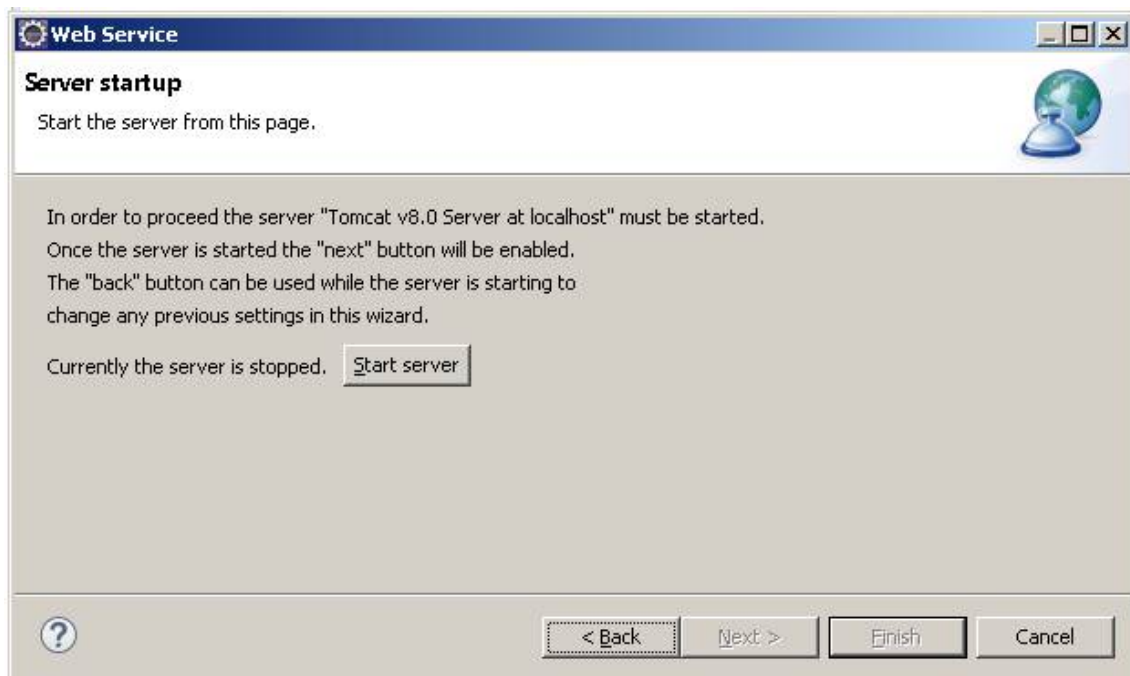 Web Service
Server startup
Start the server from this page.
In order to proceed the server "Tomcat v8.0 Server at localhost" must be started.
Once the server is started the "next" button will be enabled.
The "back" button can be used while the server is starting to
change any previous settings in this wizard.
Currently the server is stopped. Start server
? < Back Next > Finish Cancel